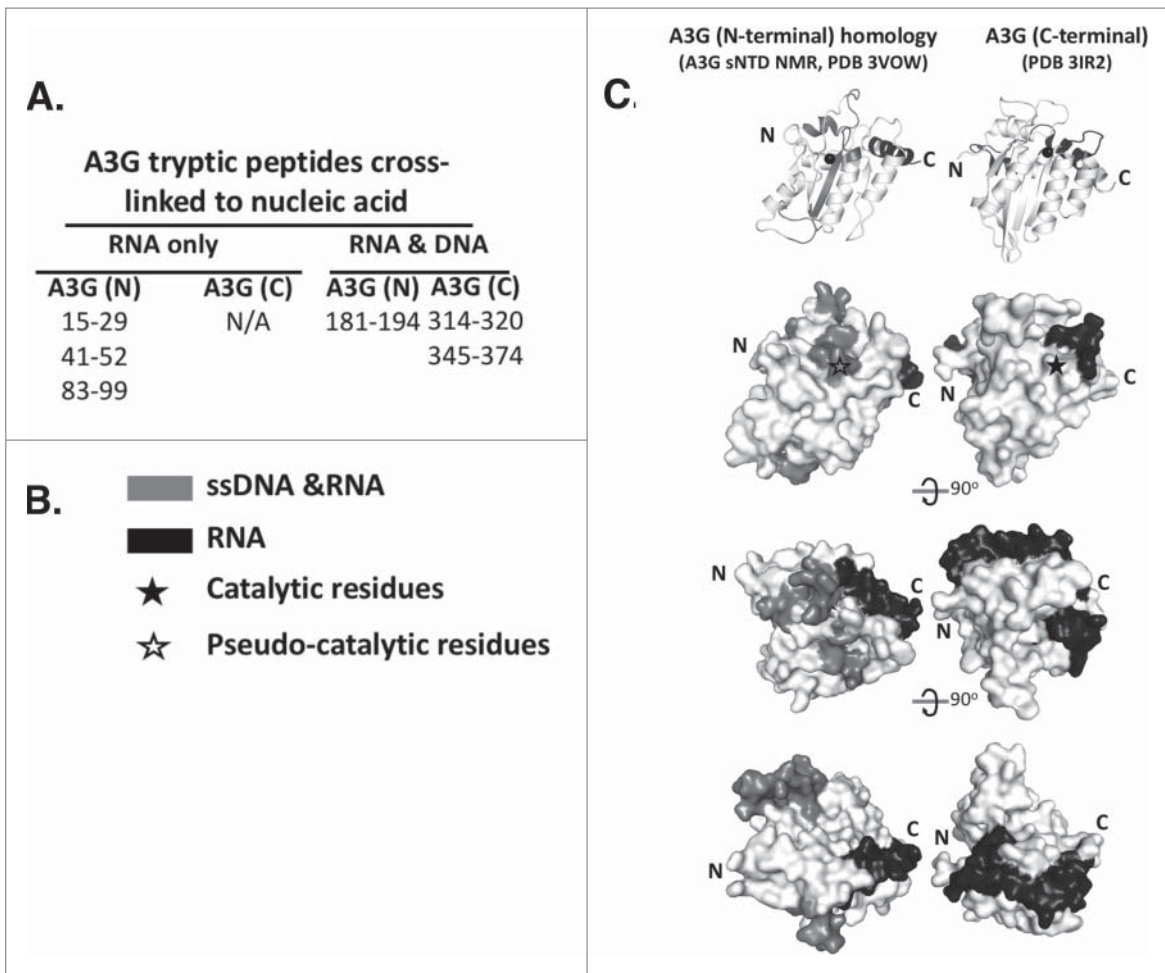 A.
A3G tryptic peptides cross-
linked to nucleic acid
RNA only RNA & DNA
A3G (N) A3G (C) A3G (N) A3G (C)
15-29 N/A 181-194 314-320
41-52 345-374
83-99
B.
ssDNA &RNA
RNA
Catalytic residues
Pseudo-catalytic residues
C.
A3G (N-terminal) homology
(A3G sNTD NMR, PDB 3VOW)
A3G (C-terminal)
(PDB 3IR2)
N C N C
N C N C
90°
N C N C
90°
N C N C